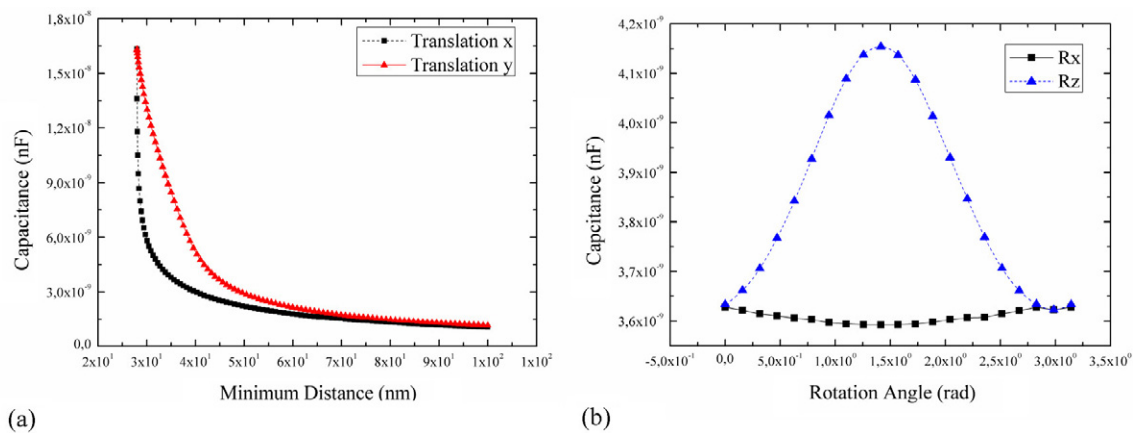 1.8x10⁻⁸
1.5x10⁻⁸
1.2x10⁻⁸
9.0x10⁻⁹
6.0x10⁻⁹
3.0x10⁻⁹
0,0
Capacitance (nF)
Translation x
Translation y
2x10¹ 3x10¹ 4x10¹ 5x10¹ 6x10¹ 7x10¹ 8x10¹ 9x10¹ 1x10² 1x10²
Minimum Distance (nm)
(a)
4,2x10⁻⁹
4,1x10⁻⁹
4,0x10⁻⁹
3,9x10⁻⁹
3,8x10⁻⁹
3,7x10⁻⁹
3,6x10⁻⁹
Capcitance (nF)
Rx
Rz
-5,0x10⁻¹ 0,0 5,0x10⁻¹ 1,0x10⁰ 1,5x10⁰ 2,0x10⁰ 2,5x10⁰ 3,0x10⁰ 3,5x10⁰
Rotation Angle (rad)
(b)